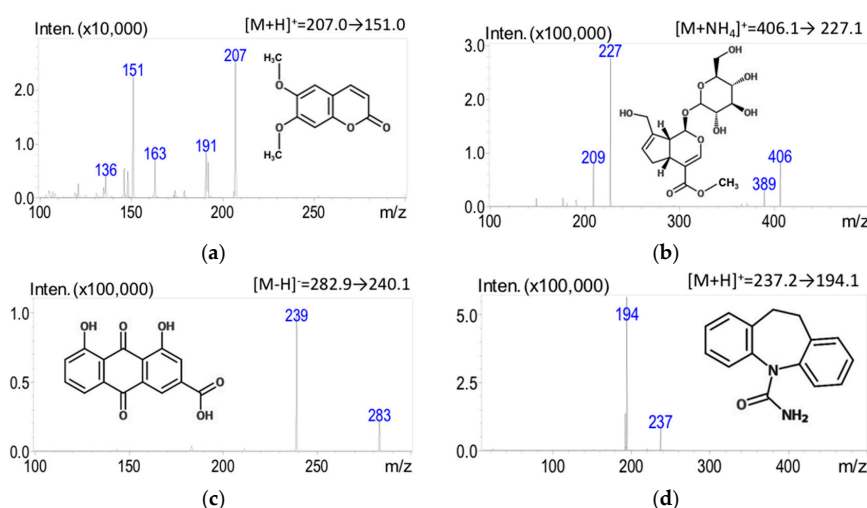 [M+H]⁺=207.0→151.0
Inten. (x10,000)
207
151
2.0
1.0
191
163
136
0.0
100 150 200 250 m/z
O
CH₃
O
CH₃
O
O
(a)
[M+NH₄]⁺=406.1→ 227.1
Inten. (x100,000)
3.0
227
2.0
1.0
209
406
389
0.0
100 200 300 400 m/z
OH
HO
O
OH
O
OH
OH
H
O
H
O
O
CH₃
(b)
[M-H]⁻=282.9→240.1
Inten. (x100,000)
1.0
239
0.5
283
0.0
100 150 200 250 m/z
OH
O
OH
O
O
OH
(c)
[M+H]⁺=237.2→194.1
Inten. (x100,000)
5.0
194
2.5
237
0.0
100 200 300 400 m/z
N
O
NH₂
(d)